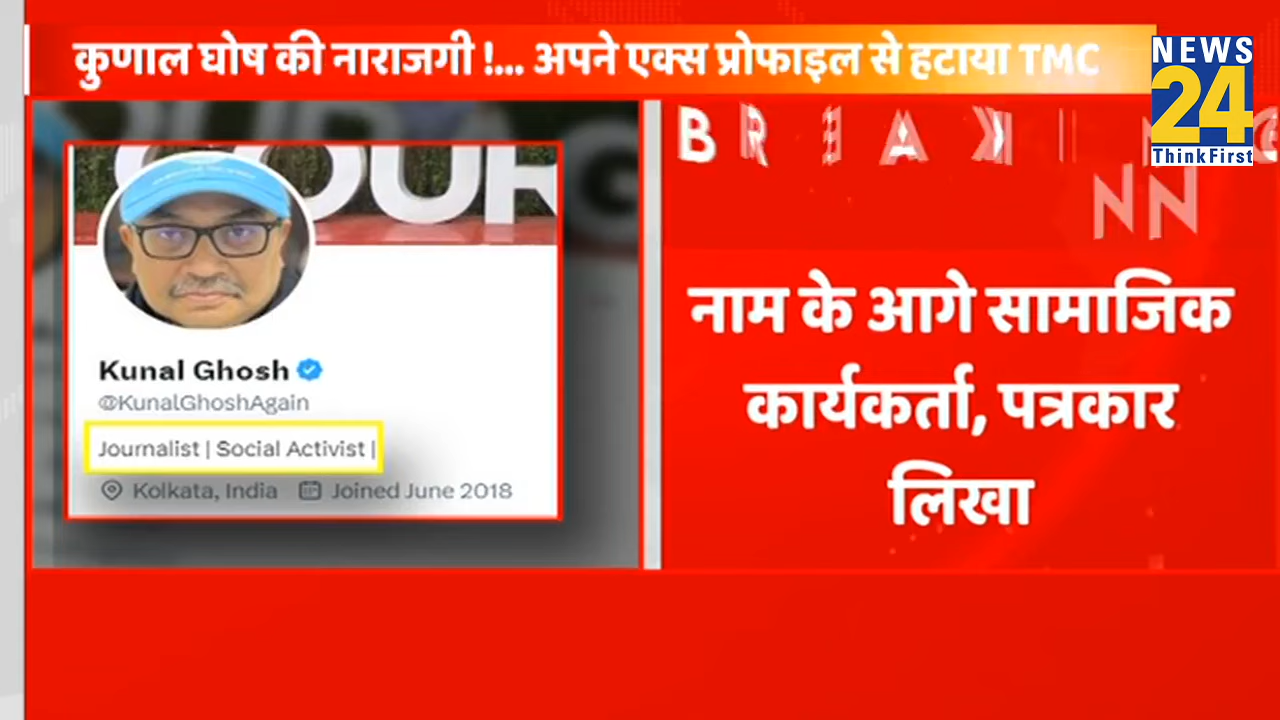 कुणाल घोष की नाराजगी !... अपने एक्स प्रोफाइल से हटाया TMC
NEWS
24
ThinkFirst
BREAKING
नाम के आगे सामाजिक
कार्यकर्ता, पत्रकार
लिखा
COUR
Kunal Ghosh
@KunalGhoshAgain
Journalist | Social Activist |
Kolkata, India
Joined June 2018